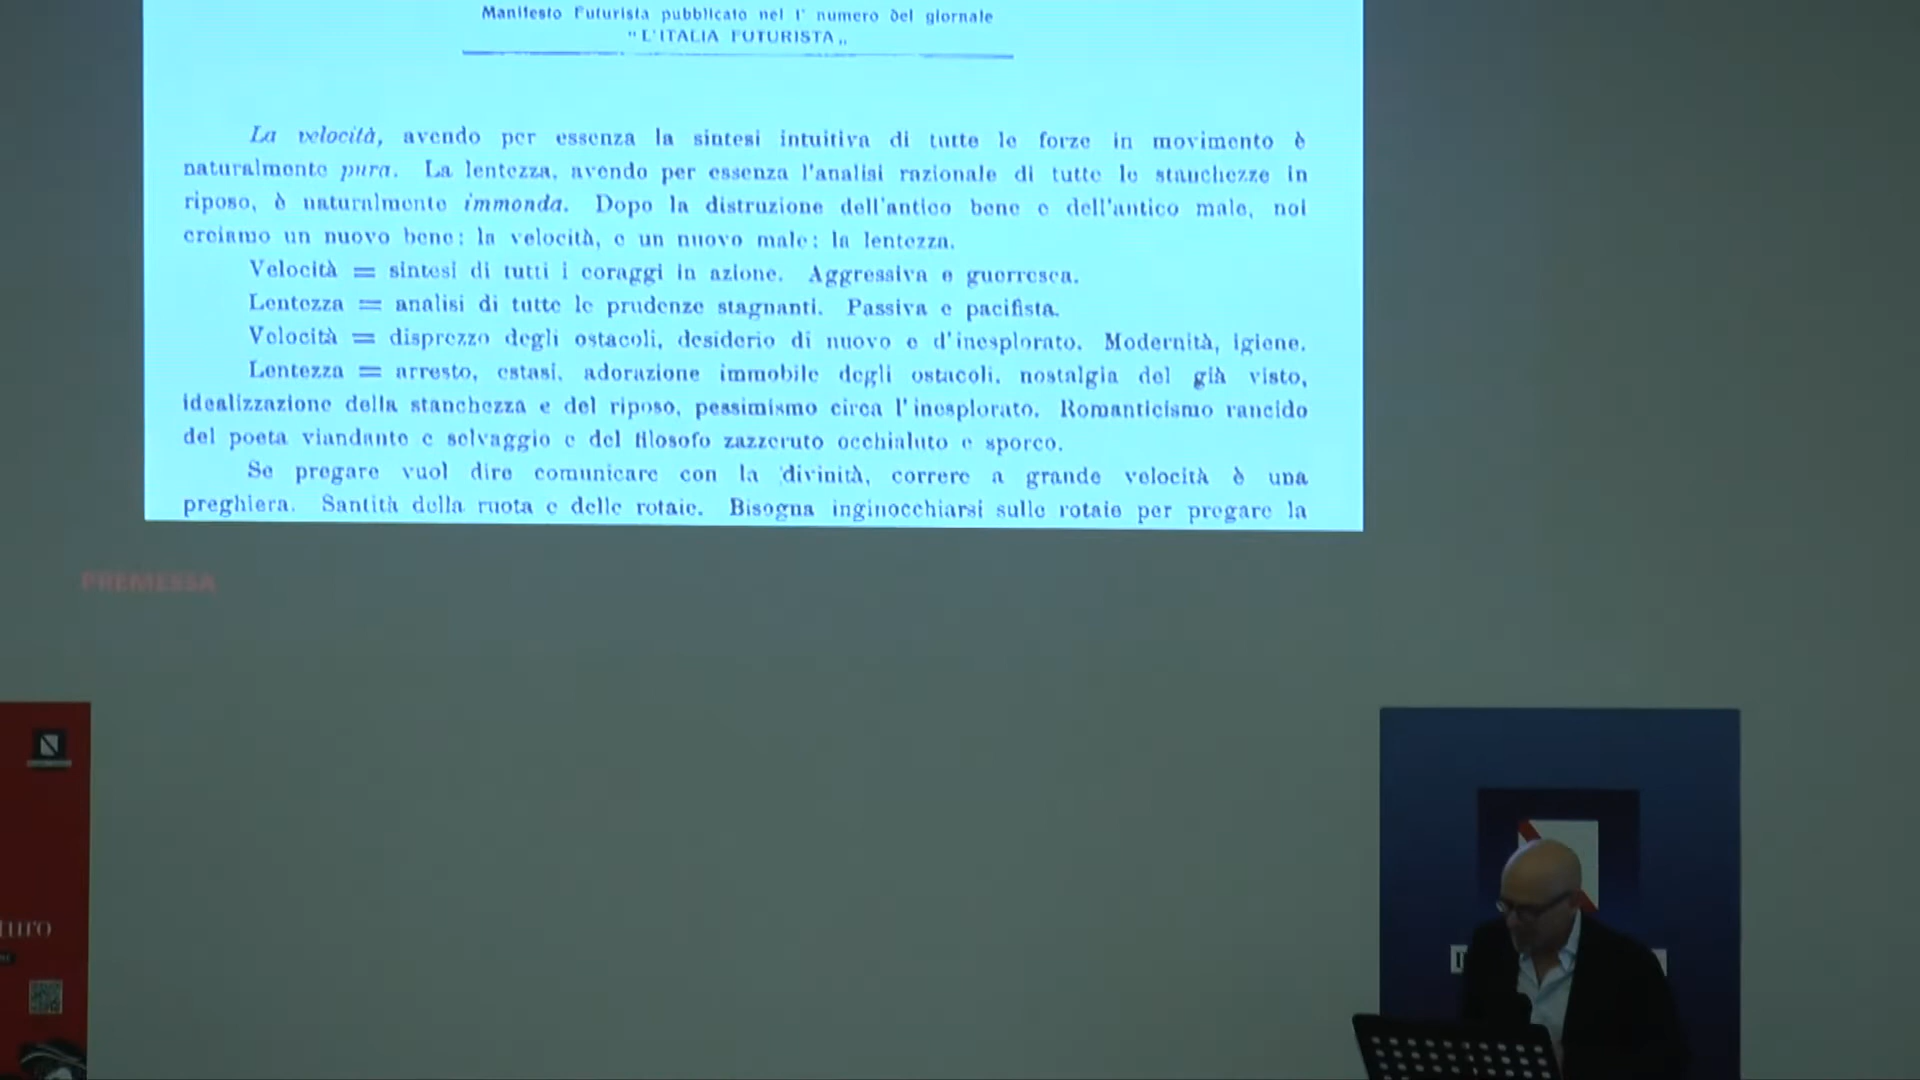 Manifesto Futurista pubblicato nel 1° numero del giornale
"L'ITALIA FUTURISTA„
La velocità, avendo per essenza la sintesi intuitiva di tutte le forze in movimento è
naturalmente pura. La lentezza, avendo per essenza l'analisi razionale di tutte le stanchezze in
riposo, è naturalmente immonda. Dopo la distruzione dell'antico bene e dell'antico male, noi
creiamo un nuovo bene: la velocità, e un nuovo male: la lentezza.
Velocità = sintesi di tutti i coraggi in azione. Aggressiva e guerresca.
Lentezza = analisi di tutte le prudenze stagnanti. Passiva e pacifista.
Velocità = disprezzo degli ostacoli, desiderio di nuovo e d'inesplorato. Modernità, igiene.
Lentezza = arresto, estasi, adorazione immobile degli ostacoli, nostalgia del già visto,
idealizzazione della stanchezza e del riposo, pessimismo circa l'inesplorato. Romanticismo rancido
del poeta viandante e selvaggio e del filosofo zazzeruto occhialuto e sporco.
Se pregare vuol dire comunicare con la divinità, correre a grande velocità è una
preghiera. Santità della ruota e delle rotaie. Bisogna inginocchiarsi sulle rotaie per pregare la
PREMESSA
turo